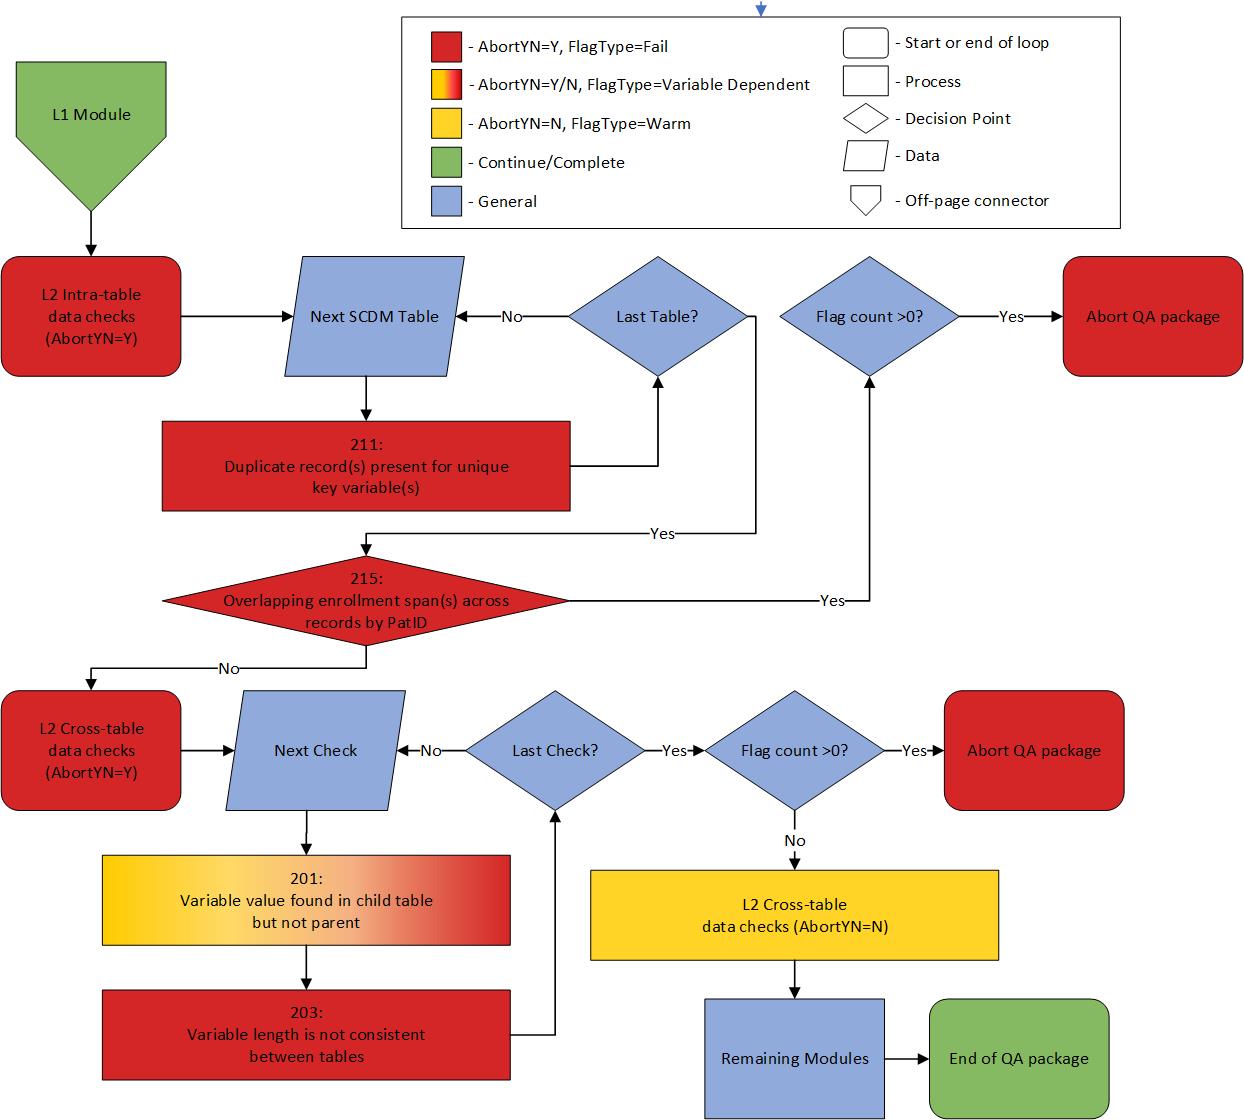 - AbortYN=Y, FlagType=Fail
- AbortYN=Y/N, FlagType=Variable Dependent
- AbortYN=N, FlagType=Warm
- Continue/Complete
- General
- Start or end of loop
- Process
- Decision Point
- Data
- Off-page connector
L1 Module
L2 Intra-table
data checks
(AbortYN=Y)
Next SCDM Table
No
Last Table?
Flag count >0?
Yes
Abort QA package
211:
Duplicate record(s) present for unique
key variable(s)
Yes
215:
Overlapping enrollment span(s) across
records by PatID
Yes
No
L2 Cross-table
data checks
(AbortYN=Y)
Next Check
No
Last Check?
Yes
Flag count >0?
Yes
Abort QA package
No
201:
Variable value found in child table
but not parent
L2 Cross-table
data checks (AbortYN=N)
203:
Variable length is not consistent
between tables
Remaining Modules
End of QA package